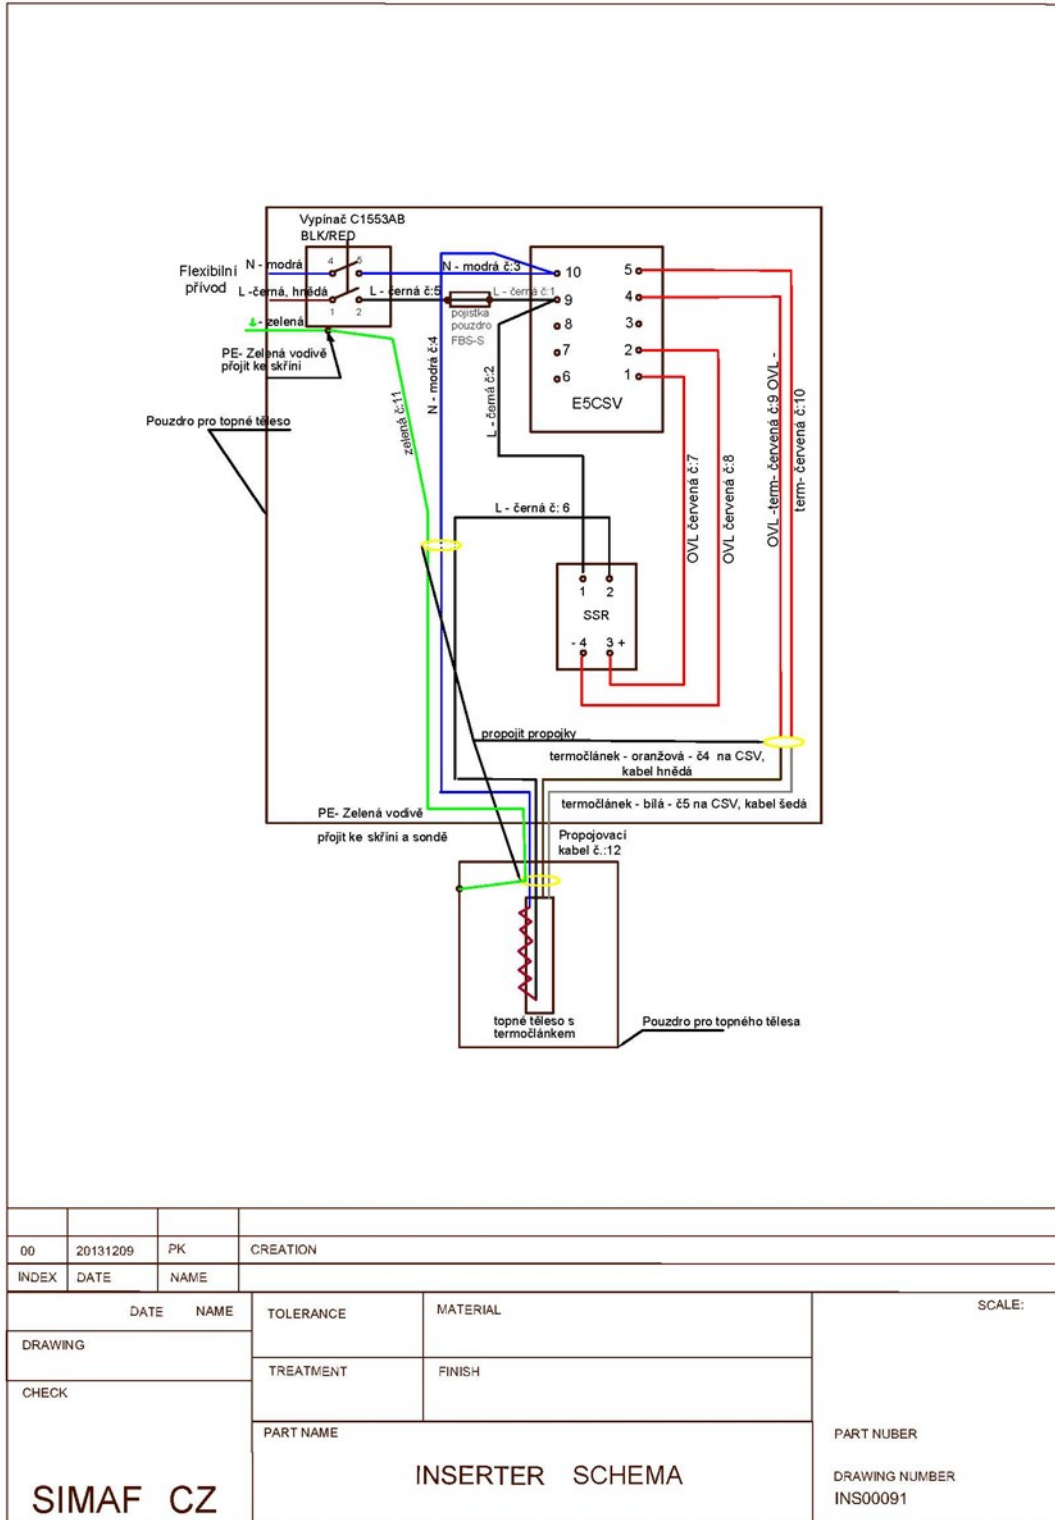 Vypínač C1553AB
BLK/RED
4 5
1 2
Flexibilní
přívod
N - modrá
L -černá, hnědá
- zelená
N - modrá č:3
L - černá č:5
L - černá č:1
pojistka
pouzdro
FBS-S
PE- Zelená vodivě
přojit ke skříni
Pouzdro pro topné těleso
zelená č:11
N - modrá č:4
L - černá č:2
10
9
8
7
6
5
4
3
2
1
E5CSV
OVL červená č:7
OVL červená č:8
OVL -term- červená č:9 OVL -
term- červená č:10
L - černá č: 6
1 2
SSR
- 4 3 +
propojit propojky
termočlánek - oranžová - č4 na CSV,
kabel hnědá
termočlánek - bílá - č5 na CSV, kabel šedá
PE- Zelená vodivě
přojit ke skříni a sondě
Propojovací
kabel č.:12
topné těleso s
termočlánkem
Pouzdro pro topného tělesa
00 20131209 PK CREATION
INDEX DATE NAME
DATE NAME
DRAWING
CHECK
SIMAF CZ
TOLERANCE
MATERIAL
TREATMENT
FINISH
PART NAME
INSERTER SCHEMA
SCALE:
PART NUBER
DRAWING NUMBER
INS00091